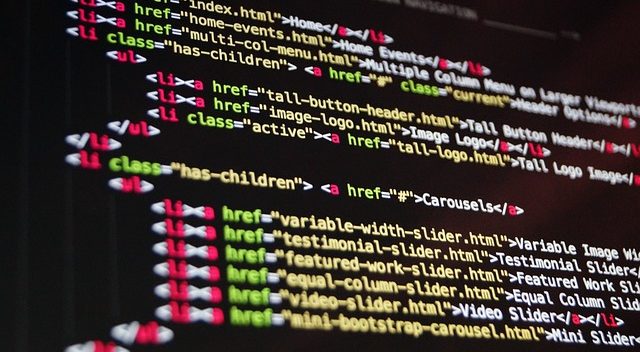 NAVIGATION
href="index.html">Home</a></li>
<li><a href="home-events.html">Home Events</a></li>
<li><a href="multi-col-menu.html">Multiple Column Menu on Larger Viewport
<li class="has-children"> <a href="#" class="current">Header Options</a>
<ul>
<li><a href="tall-button-header.html">Tall Button Header</a></
<li><a href="image-logo.html">Image Logo</a></li>
<li class="active"><a href="tall-logo.html">Tall Logo Image</a
</ul>
</li>
<li class="has-children"> <a href="#">Carousels</a>
<ul>
<li><a href="variable-width-slider.html">Variable Image Wi
<li><a href="testimonial-slider.html">Testimonial Slider</
<li><a href="featured-work-slider.html">Featured Work Sli
<li><a href="equal-column-slider.html">Equal Column Slid
<li><a href="video-slider.html">Video Slider</a></li>
<li><a href="mini-bootstrap-carousel.html">Mini Slider
</ul>
</li>